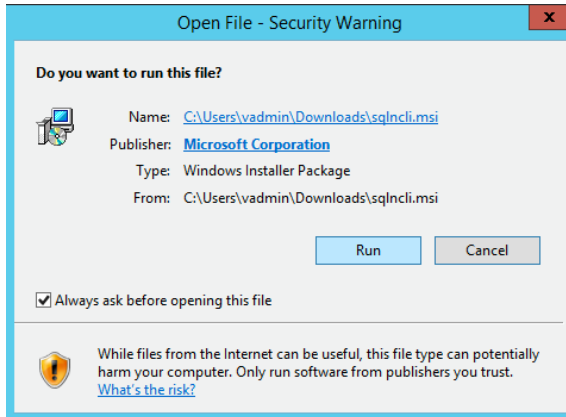 Open File - Security Warning
x
Do you want to run this file?
Name: C:\Users\vadmin\Downloads\sqlncli.msi
Publisher: Microsoft Corporation
Type: Windows Installer Package
From: C:\Users\vadmin\Downloads\sqlncli.msi
Run Cancel
Always ask before opening this file
While files from the Internet can be useful, this file type can potentially
harm your computer. Only run software from publishers you trust.
What's the risk?